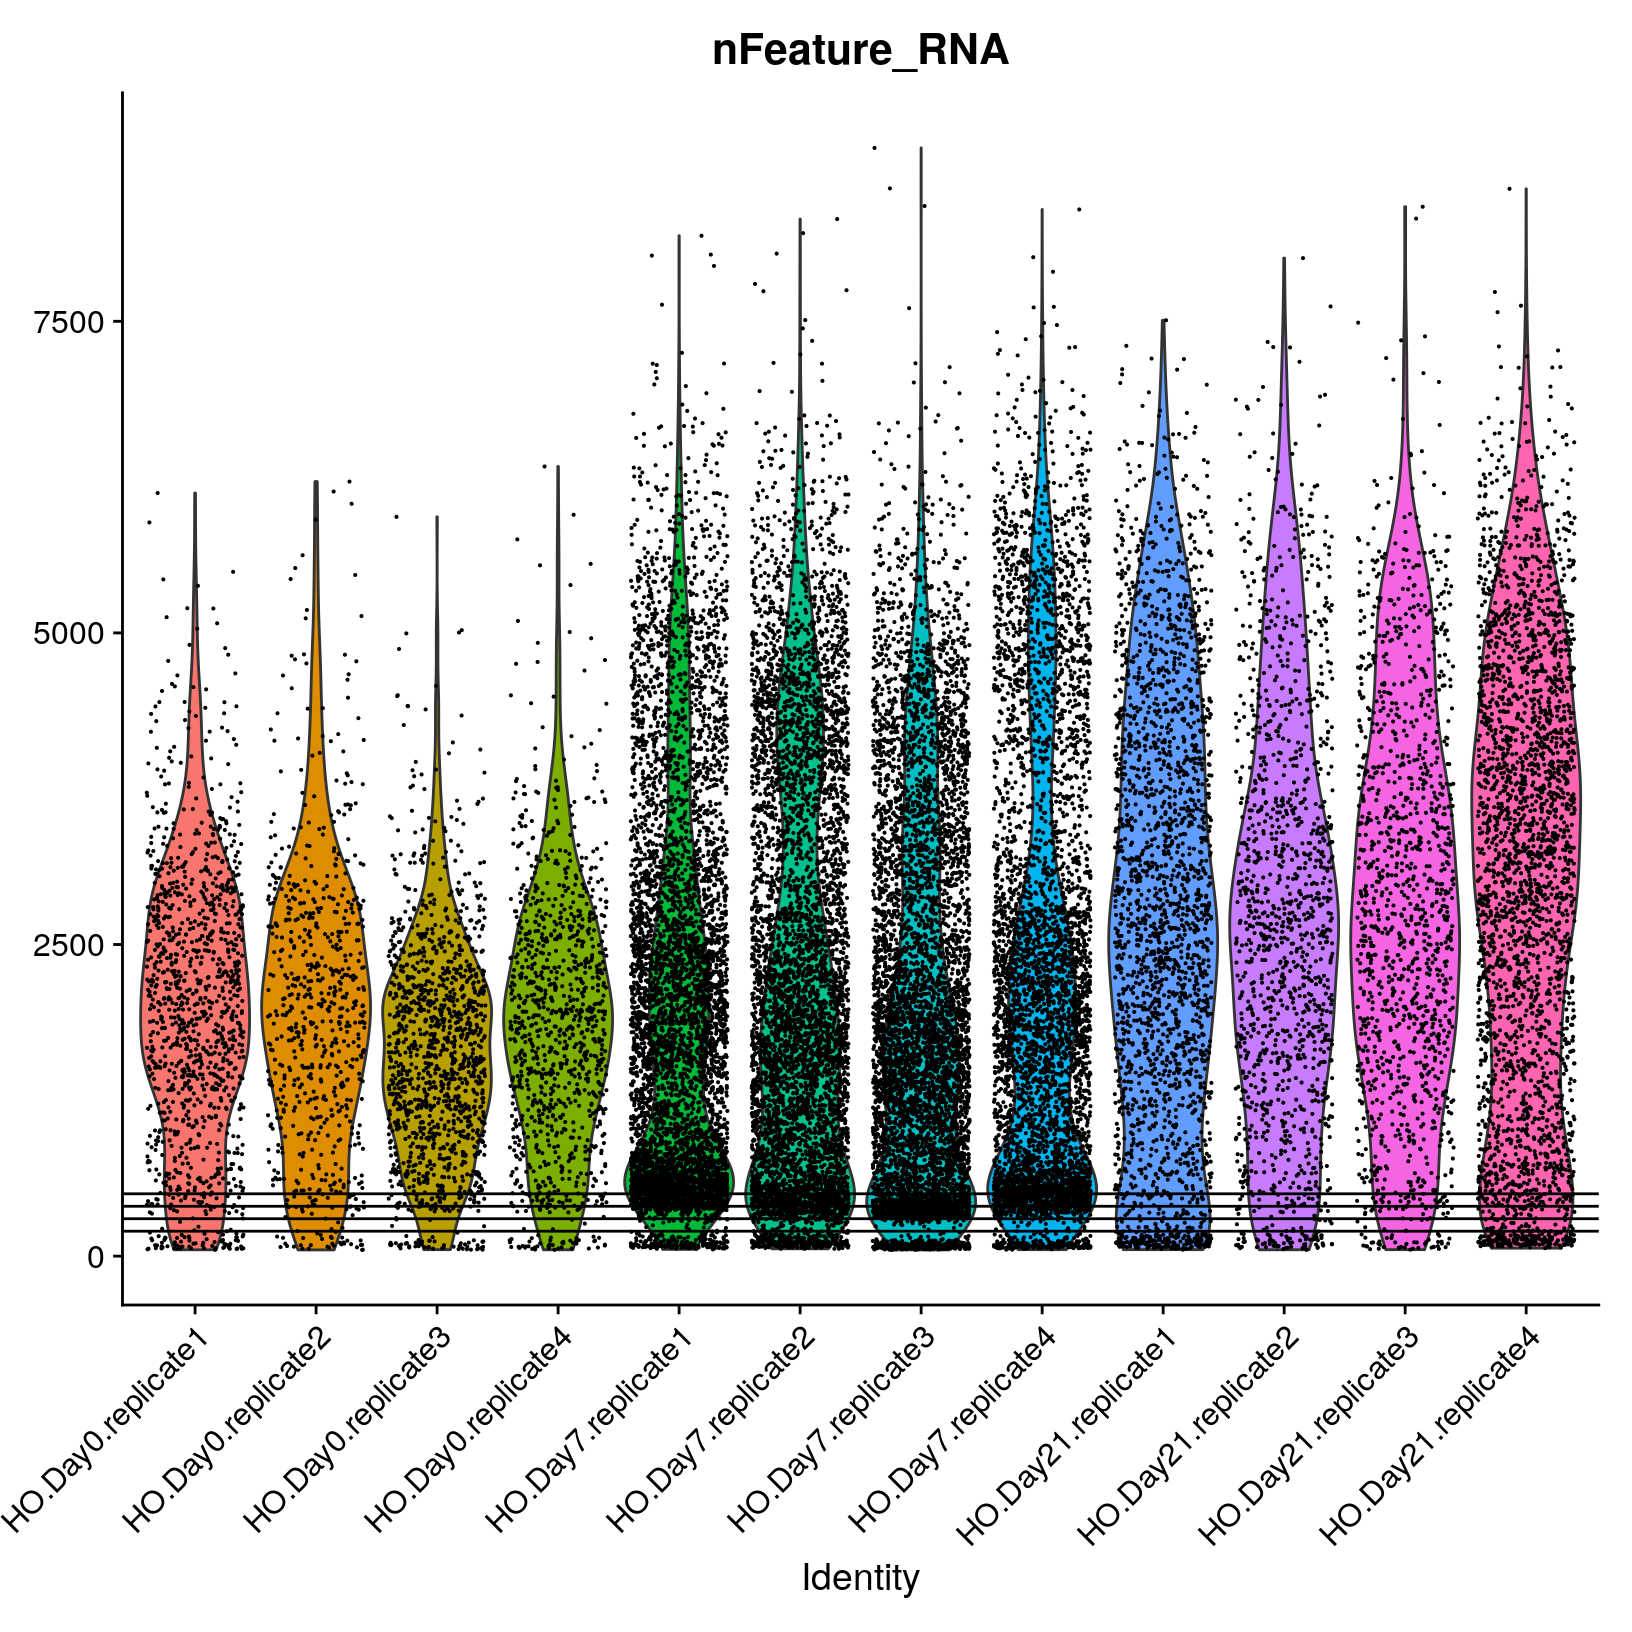 nFeature_RNA
7500
5000
2500
0
HO.Day0.replicate1
HO.Day0.replicate2
HO.Day0.replicate3
HO.Day0.replicate4
HO.Day7.replicate1
HO.Day7.replicate2
HO.Day7.replicate3
HO.Day7.replicate4
HO.Day21.replicate1
HO.Day21.replicate2
HO.Day21.replicate3
HO.Day21.replicate4
Identity